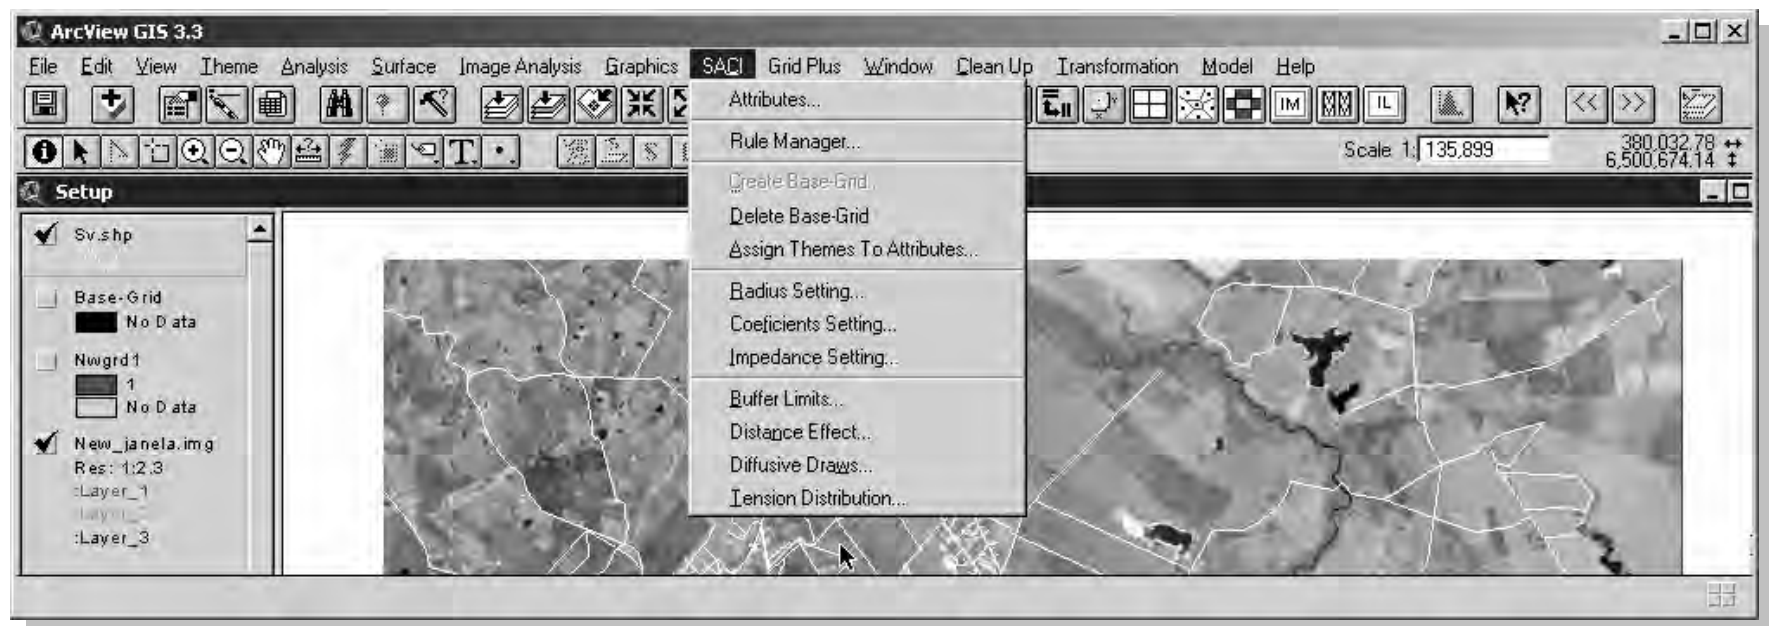 ArcView GIS 3.3
File Edit View Theme Analysis Surface Image Analysis Graphics SACI Grid Plus Window Clean Up Transformation Model Help
IM IL
T
S
Scale 1: 135,899
380,032.78
6,500,674.14
Setup
Attributes...
Rule Manager...
Create Base-Grid..
Delete Base-Grid
Assign Themes To Attributes...
Radius Setting...
Coeficients Setting...
Impedance Setting...
Buffer Limits...
Distance Effect...
Diffusive Draws...
Tension Distribution...
Sv.shp
Base-Grid
No Data
Nwgrd1
1
No Data
New_janela.img
Res: 1:2.3
:Layer_1
:Layer_2
:Layer_3